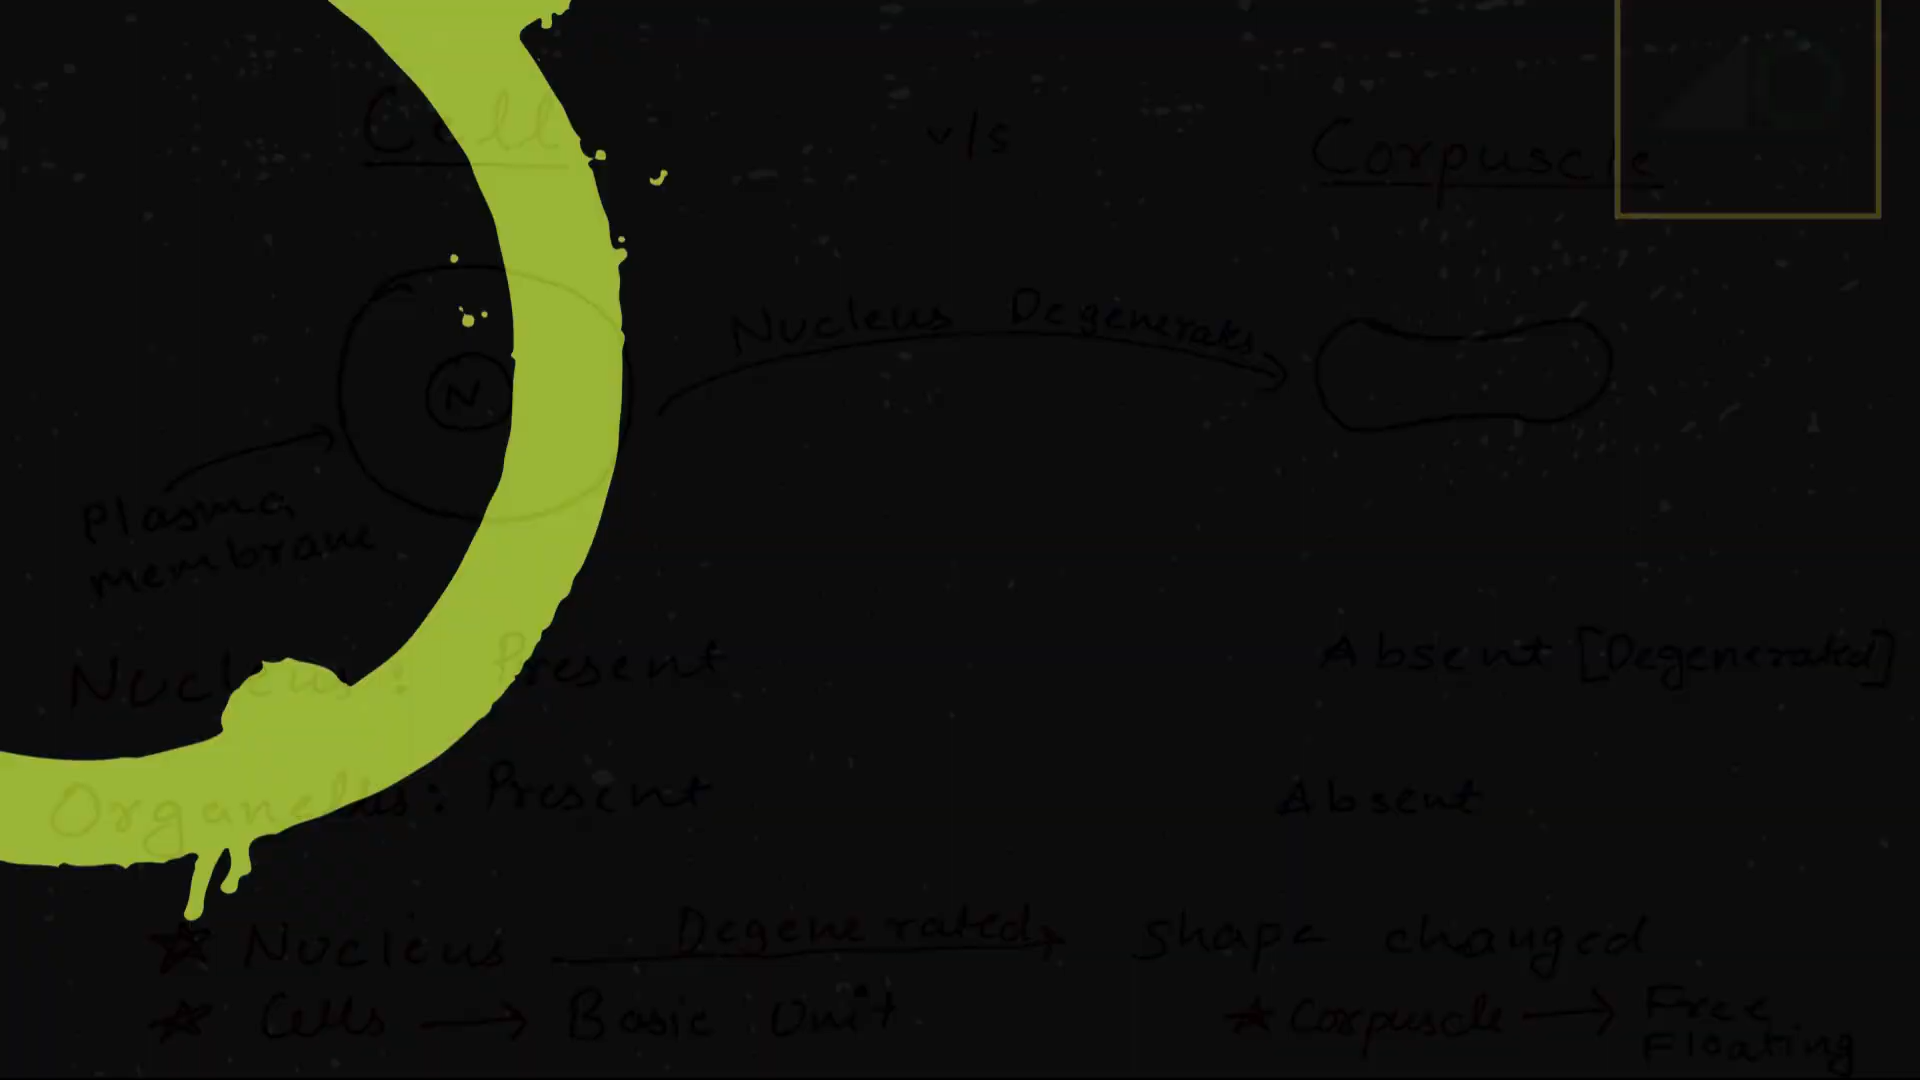 Cell v/s Corpuscle
Nucleus Degenerates
N
Plasma
membrane
Nucleus: Present Absent [Degenerated]
Organelles: Present Absent
☆ Nucleus Degenerated → Shape changed
☆ Cells → Basic Unit ☆ Corpuscle → Free
Floating